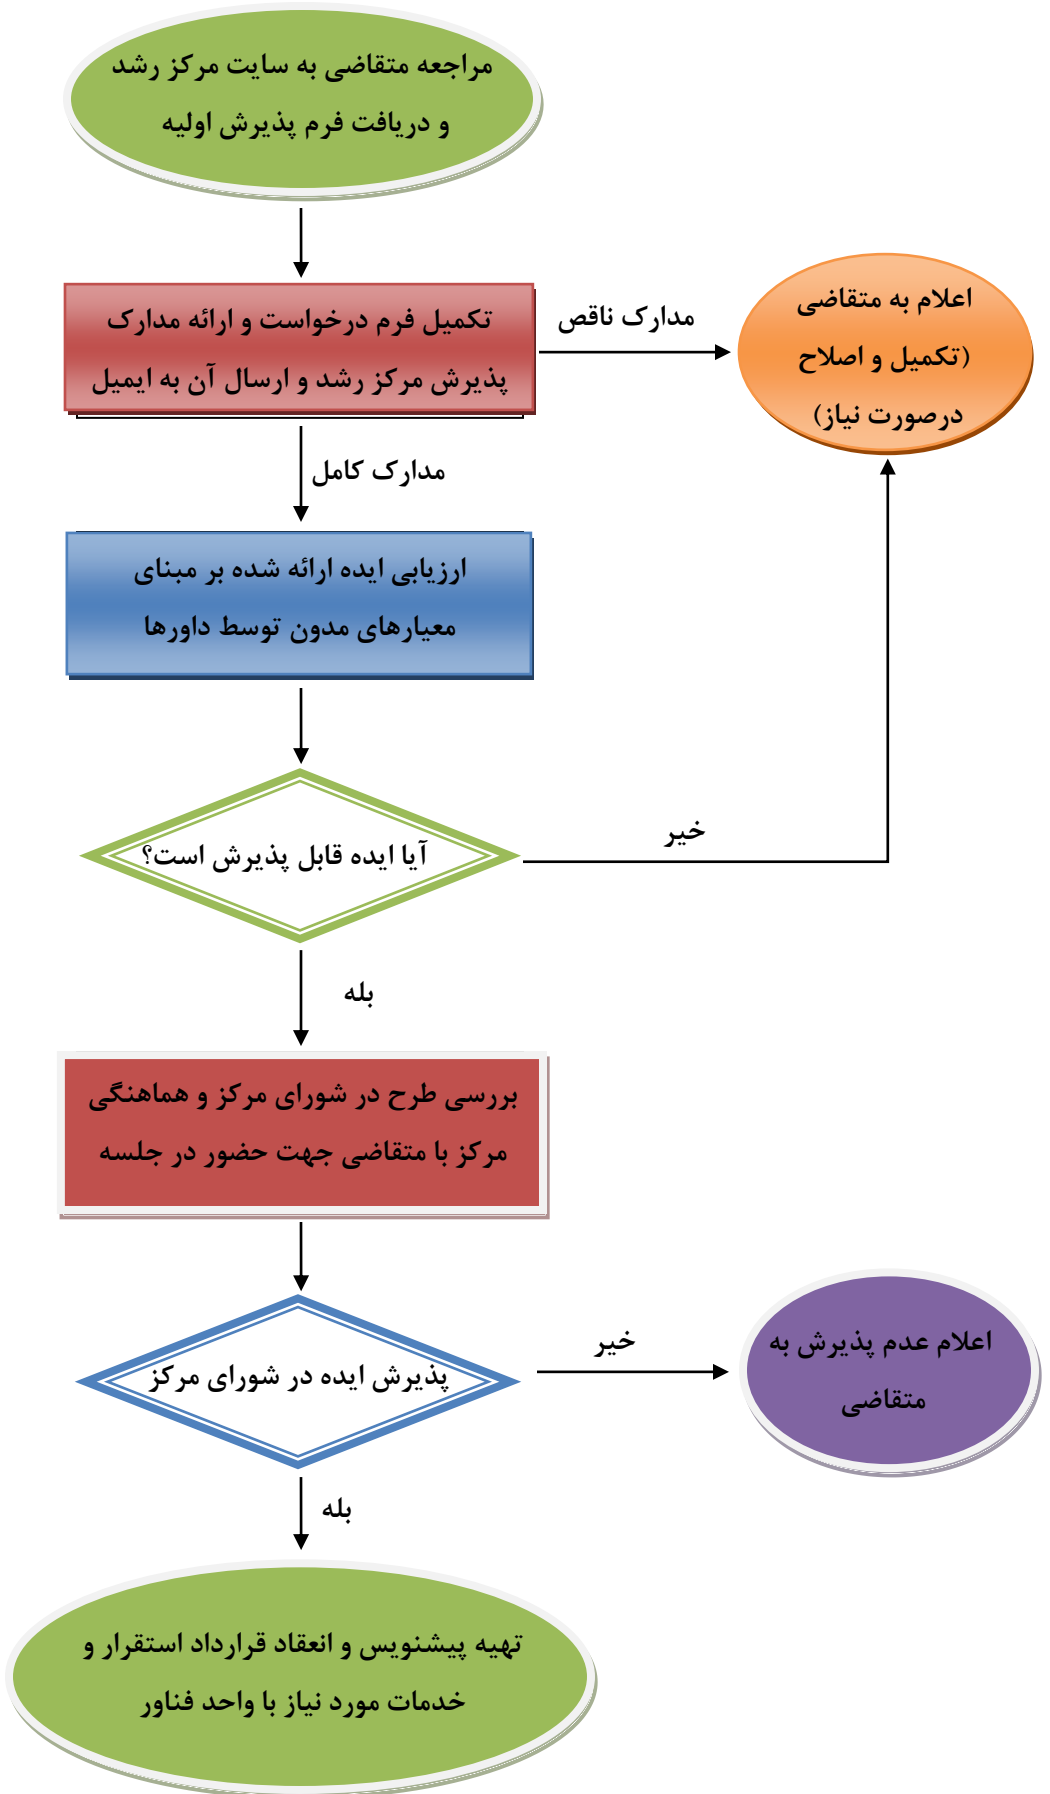 مراجعه متقاضی به سایت مرکز رشد
و دریافت فرم پذیرش اولیه
تکمیل فرم درخواست و ارائه مدارک
پذیرش مرکز رشد و ارسال آن به ایمیل
مدارک ناقص
اعلام به متقاضی
(تکمیل و اصلاح
درصورت نیاز)
مدارک کامل
ارزیابی ایده ارائه شده بر مبنای
معیارهای مدون توسط داورها
آیا ایده قابل پذیرش است؟
خیر
بله
بررسی طرح در شورای مرکز و هماهنگی
مرکز با متقاضی جهت حضور در جلسه
پذیرش ایده در شورای مرکز
خیر
اعلام عدم پذیرش به
متقاضی
بله
تهیه پیشنویس و انعقاد قرارداد استقرار و
خدمات مورد نیاز با واحد فناور